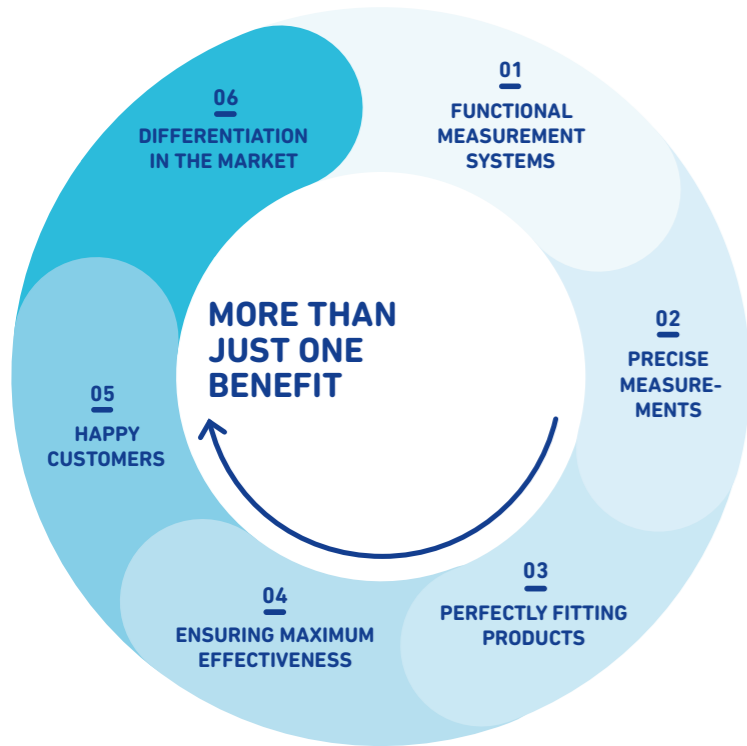 01
FUNCTIONAL
MEASUREMENT
SYSTEMS
02
PRECISE
MEASURE-
MENTS
03
PERFECTLY FITTING
PRODUCTS
04
ENSURING MAXIMUM
EFFECTIVENESS
05
HAPPY
CUSTOMERS
06
DIFFERENTIATION
IN THE MARKET
MORE THAN
JUST ONE
BENEFIT